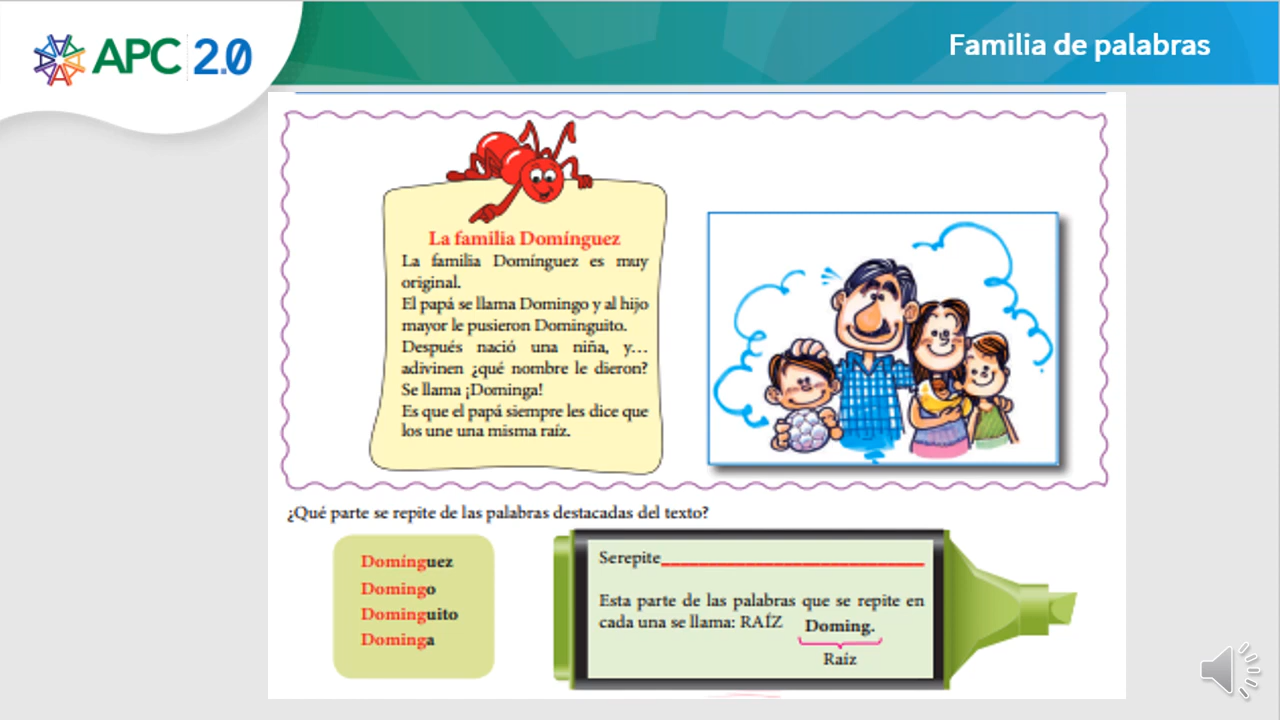 APC 2.0
Familia de palabras
La familia Domínguez
La familia Domínguez es muy
original.
El papá se llama Domingo y al hijo
mayor le pusieron Dominguito.
Después nació una niña, y...
adivinen ¿qué nombre le dieron?
Se llama ¡Dominga!
Es que el papá siempre les dice que
los une una misma raíz.
¿Qué parte se repite de las palabras destacadas del texto?
Domínguez
Domingo
Dominguito
Dominga
Serepite___________________________
Esta parte de las palabras que se repite en
cada una se llama: RAÍZ Doming.
Raíz